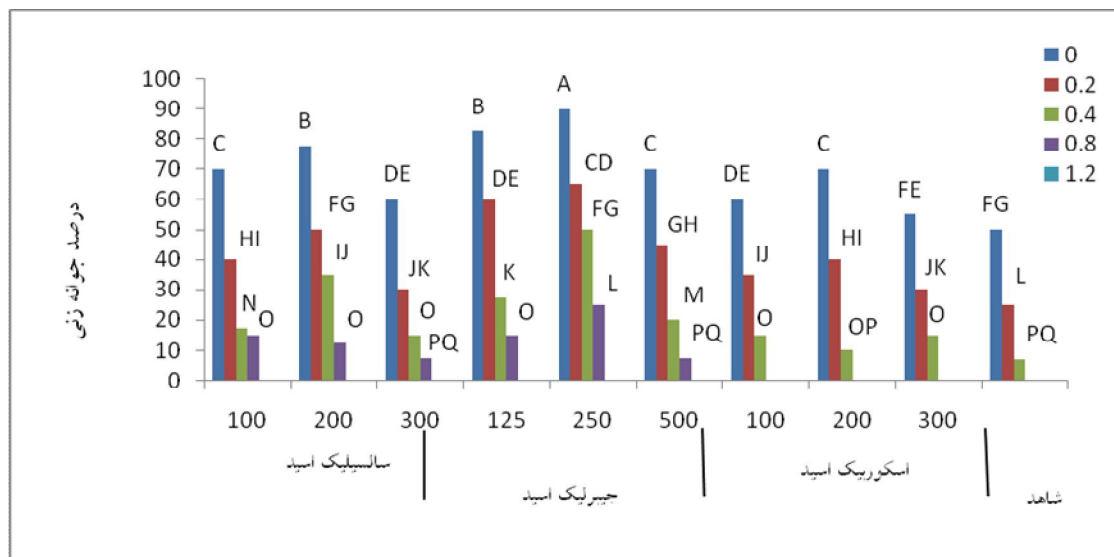 0
0.2
0.4
0.8
1.2
درصد جوانه زنی
100
90
80
70
60
50
40
30
20
10
0
C HI N O
B FG IJ O
DE JK O PQ
B DE K O
A CD FG L
C GH M PQ
DE IJ O
C HI OP
FE JK O
FG L PQ
100 200 300 125 250 500 100 200 300
سالسیلیک اسید
جیبرلیک اسید
اسکوربیک اسید
شاهد